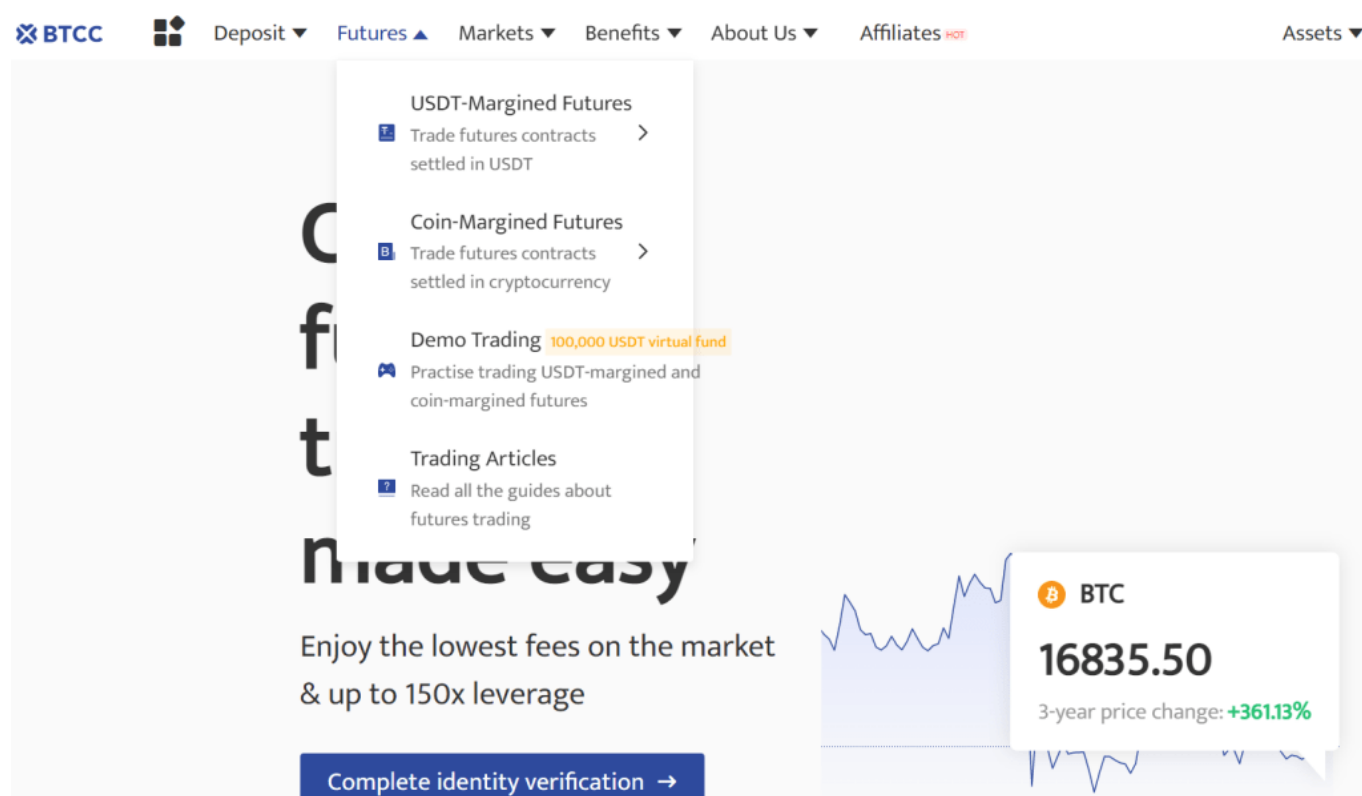 BTCC Deposit Futures Markets Benefits About Us Affiliates HOT Assets
USDT-Margined Futures
Trade futures contracts
settled in USDT
Coin-Margined Futures
Trade futures contracts
settled in cryptocurrency
Demo Trading 100,000 USDT virtual fund
Practise trading USDT-margined and
coin-margined futures
Trading Articles
Read all the guides about
futures trading
made easy
Enjoy the lowest fees on the market
& up to 150x leverage
Complete identity verification →
BTC
16835.50
3-year price change: +361.13%